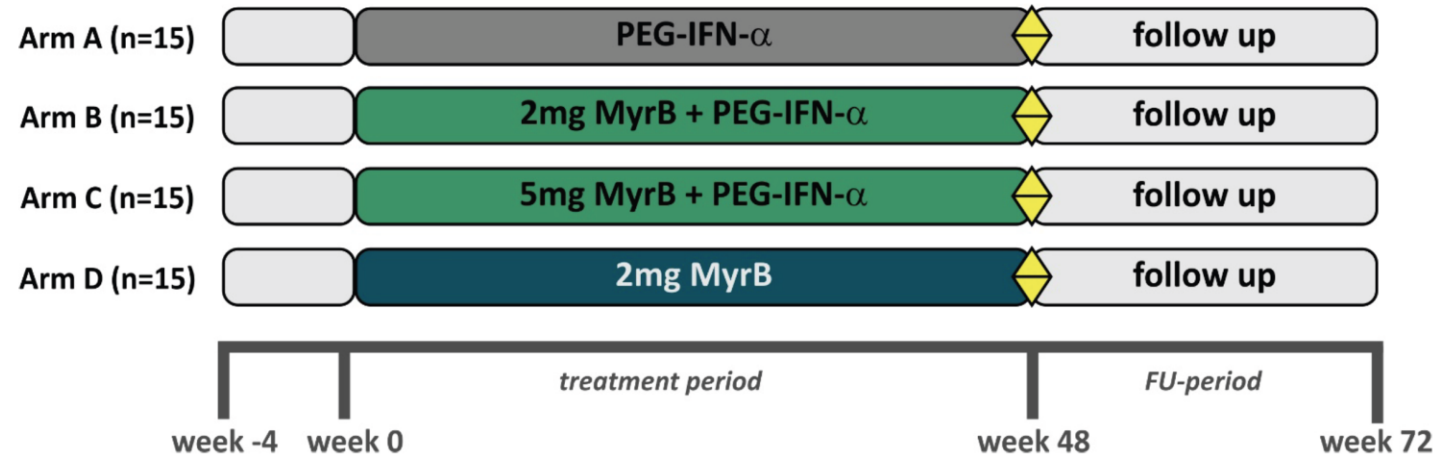 Arm A (n=15) PEG-IFN-α follow up
Arm B (n=15) 2mg MyrB + PEG-IFN-α follow up
Arm C (n=15) 5mg MyrB + PEG-IFN-α follow up
Arm D (n=15) 2mg MyrB follow up
treatment period FU-period
week -4 week 0 week 48 week 72